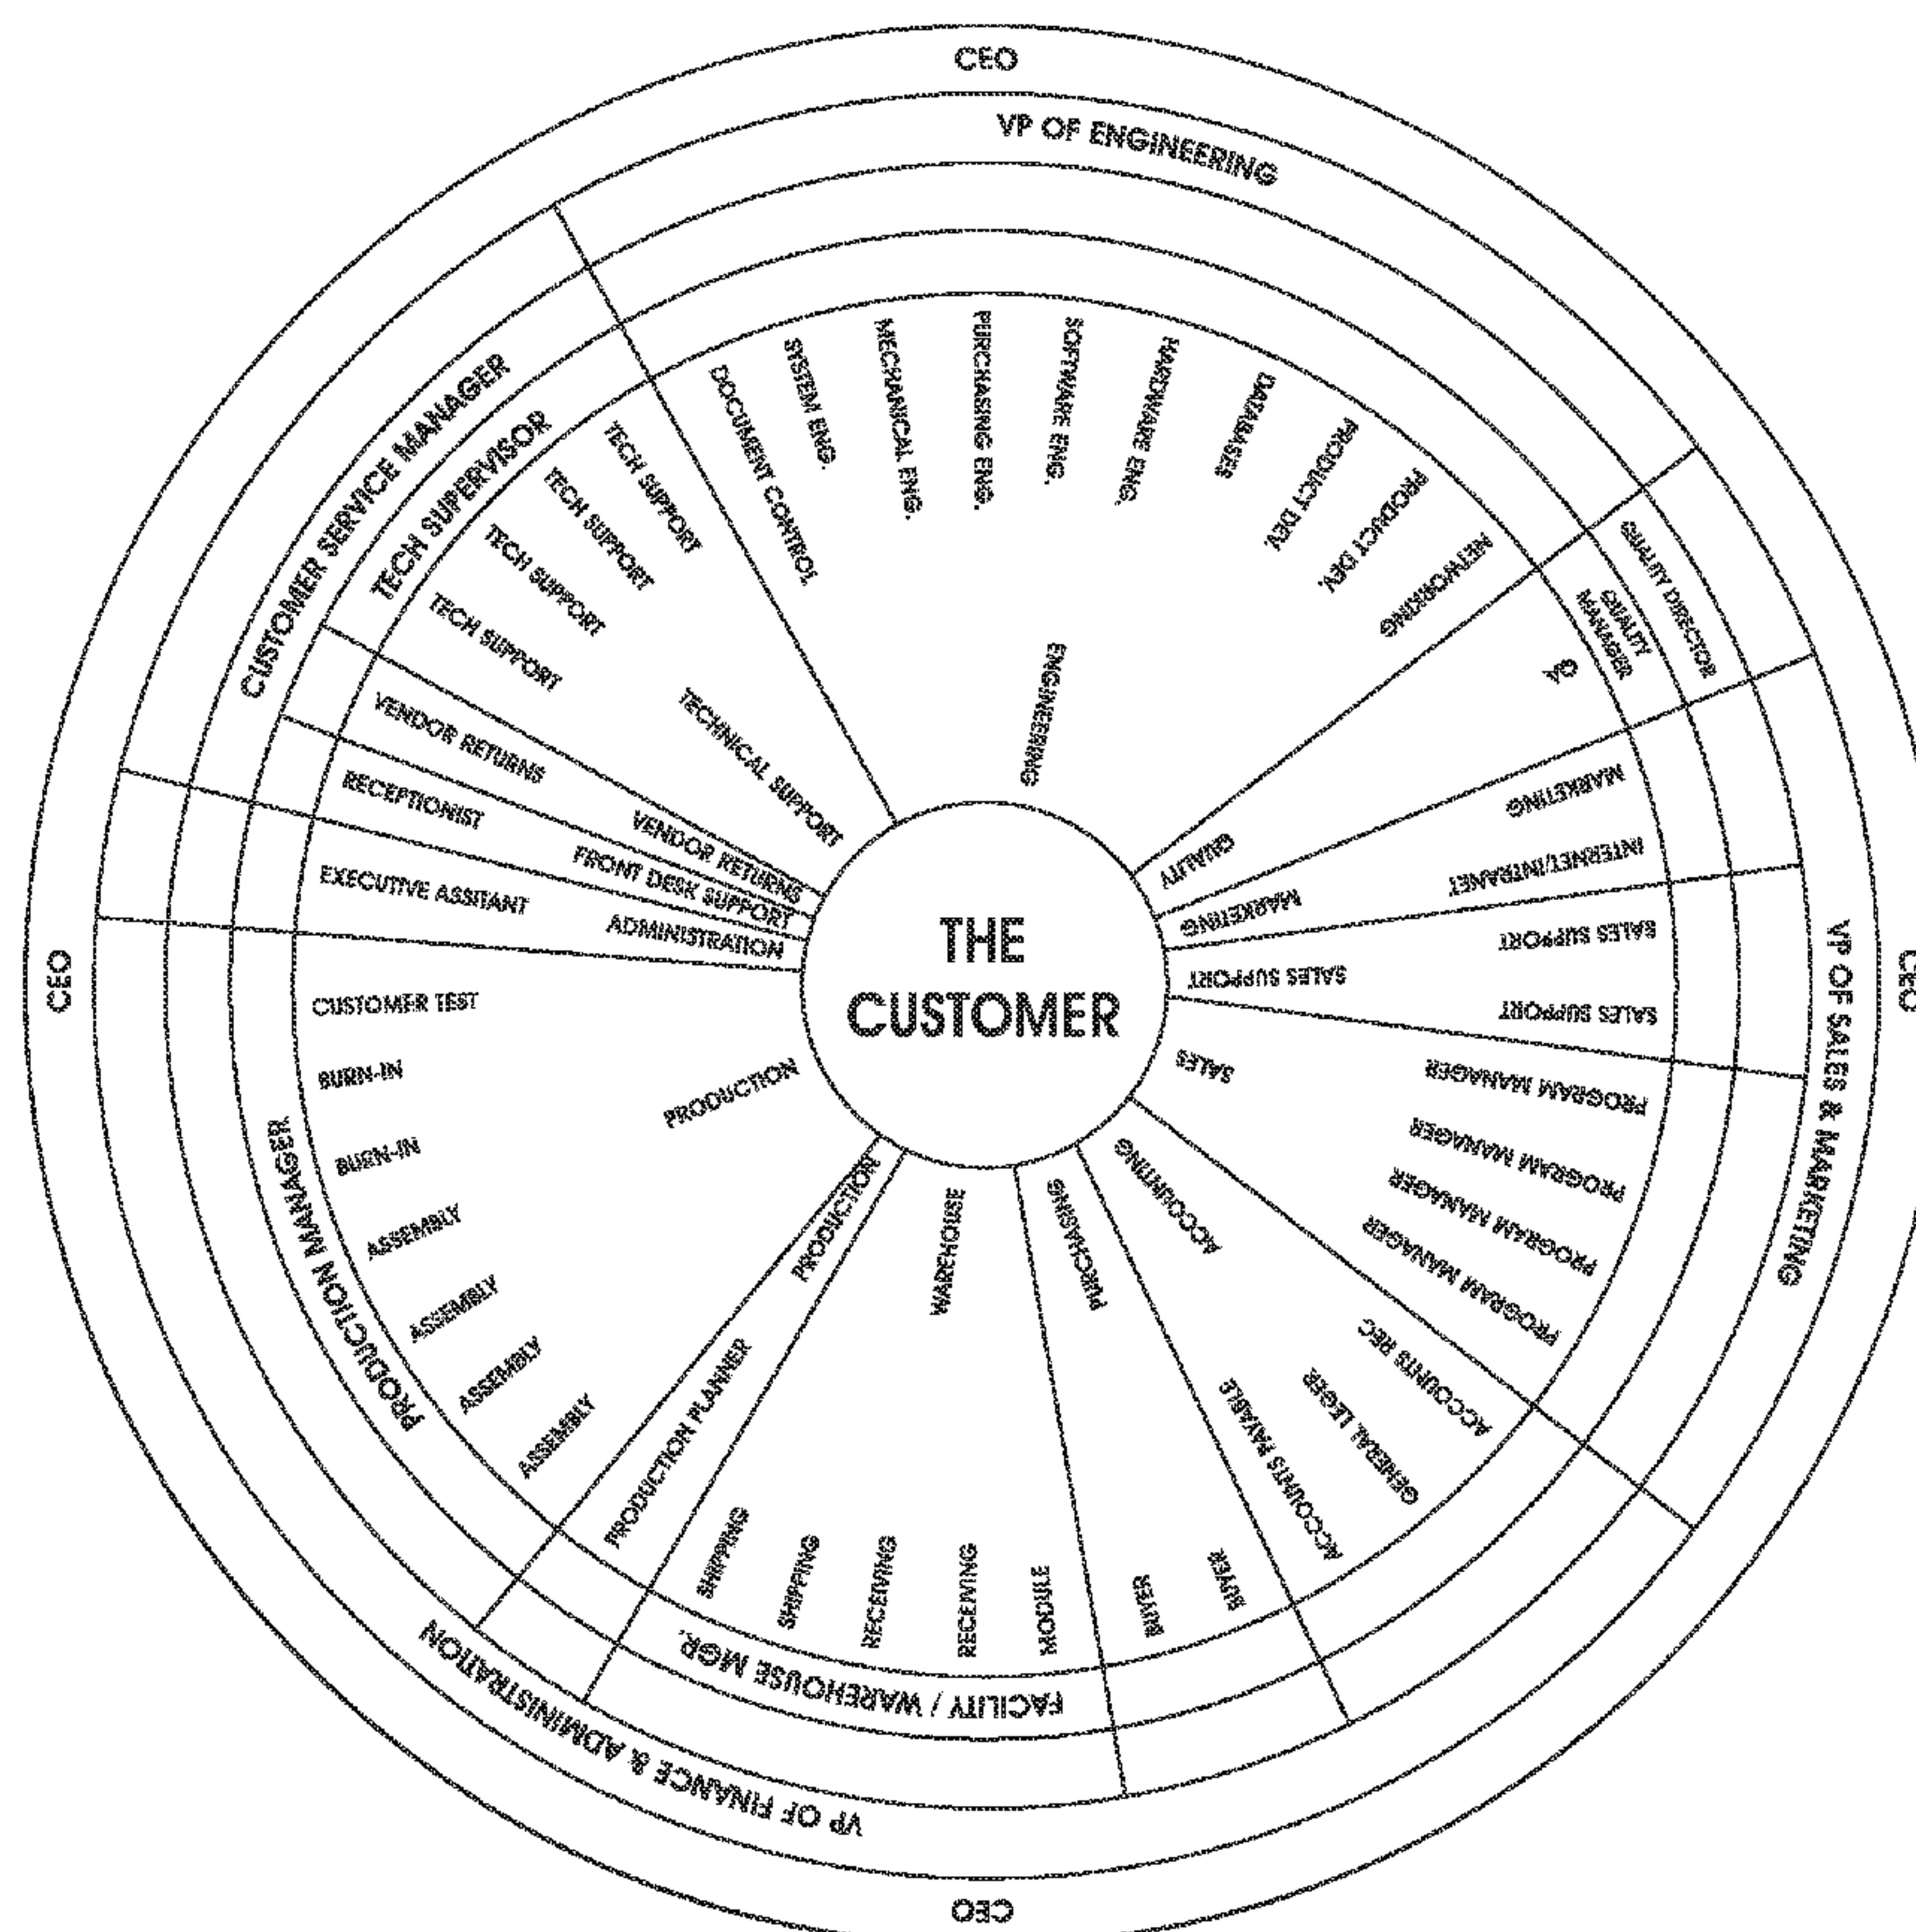 CEO
VP OF ENGINEERING
DOCUMENT CONTROL
SYSTEM ENG.
MECHANICAL ENG.
PURCHASING ENG.
SOFTWARE ENG.
HARDWARE ENG.
DATABASES
PRODUCT DEV.
PRODUCT DEV.
NETWORKING
ENGINEERING
QUALITY DIRECTOR
QUALITY
MANAGER
QA
QUALITY
MARKETING
INTERNET/INTRANET
MARKETING
CEO
VP OF SALES & MARKETING
SALES SUPPORT
SALES SUPPORT
SALES SUPPORT
PROGRAM MANAGER
PROGRAM MANAGER
PROGRAM MANAGER
PROGRAM MANAGER
SALES
ACCOUNTS REC
GENERAL LEGER
ACCOUNTS PAYABLE
ACCOUNTING
BUYER
BUYER
PURCHASING
CEO
VP OF FINANCE & ADMINISTRATION
FACILITY / WAREHOUSE MGR.
MODULE
RECEIVING
RECEIVING
SHIPPING
SHIPPING
WAREHOUSE
PRODUCTION PLANNER
PRODUCTION
PRODUCTION MANAGER
ASSEMBLY
ASSEMBLY
ASSEMBLY
ASSEMBLY
BURN-IN
BURN-IN
CUSTOMER TEST
PRODUCTION
CEO
EXECUTIVE ASSITANT
ADMINISTRATION
RECEPTIONIST
FRONT DESK SUPPORT
VENDOR RETURNS
VENDOR RETURNS
CUSTOMER SERVICE MANAGER
TECH SUPERVISOR
TECH SUPPORT
TECH SUPPORT
TECH SUPPORT
TECH SUPPORT
TECHNICAL SUPPORT
THE
CUSTOMER